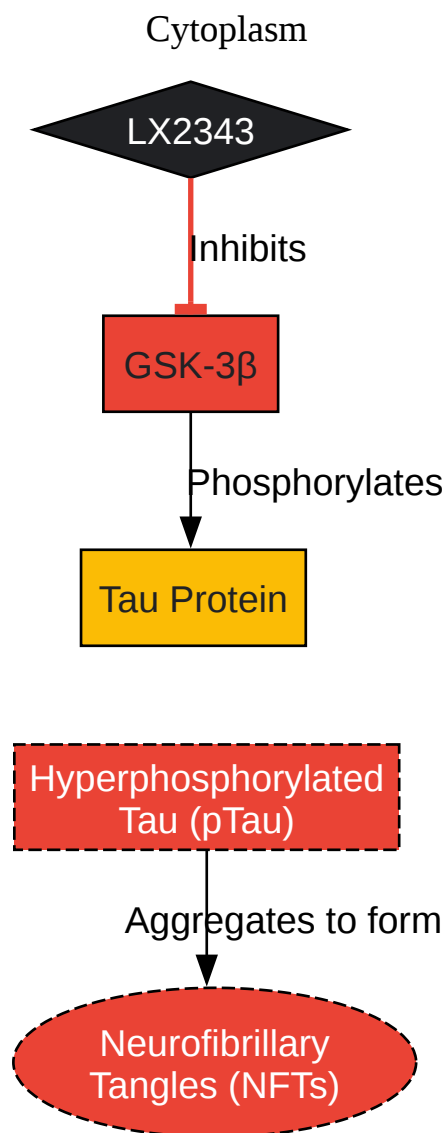 Cytoplasm
LX2343
Inhibits
GSK-3β
Phosphorylates
Tau Protein
Hyperphosphorylated
Tau (pTau)
Aggregates to form
Neurofibrillary
Tangles (NFTs)